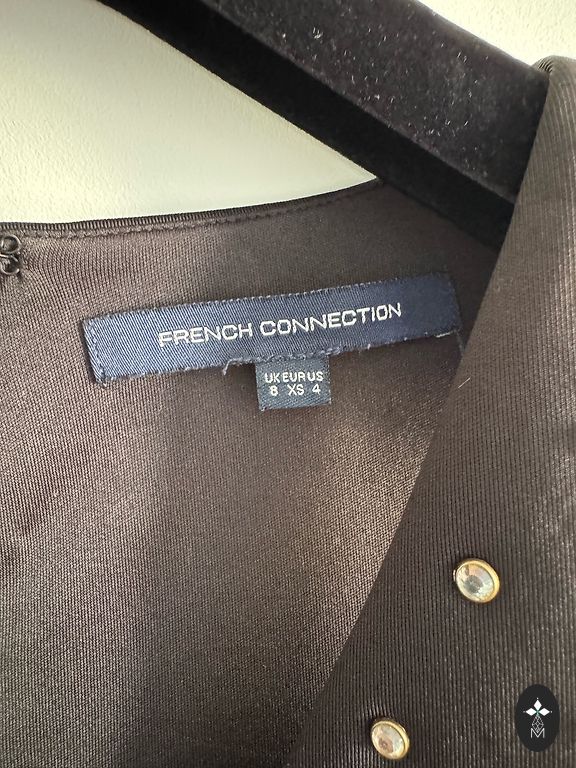 FRENCH CONNECTION
UK EUR US
8 XS 4
M